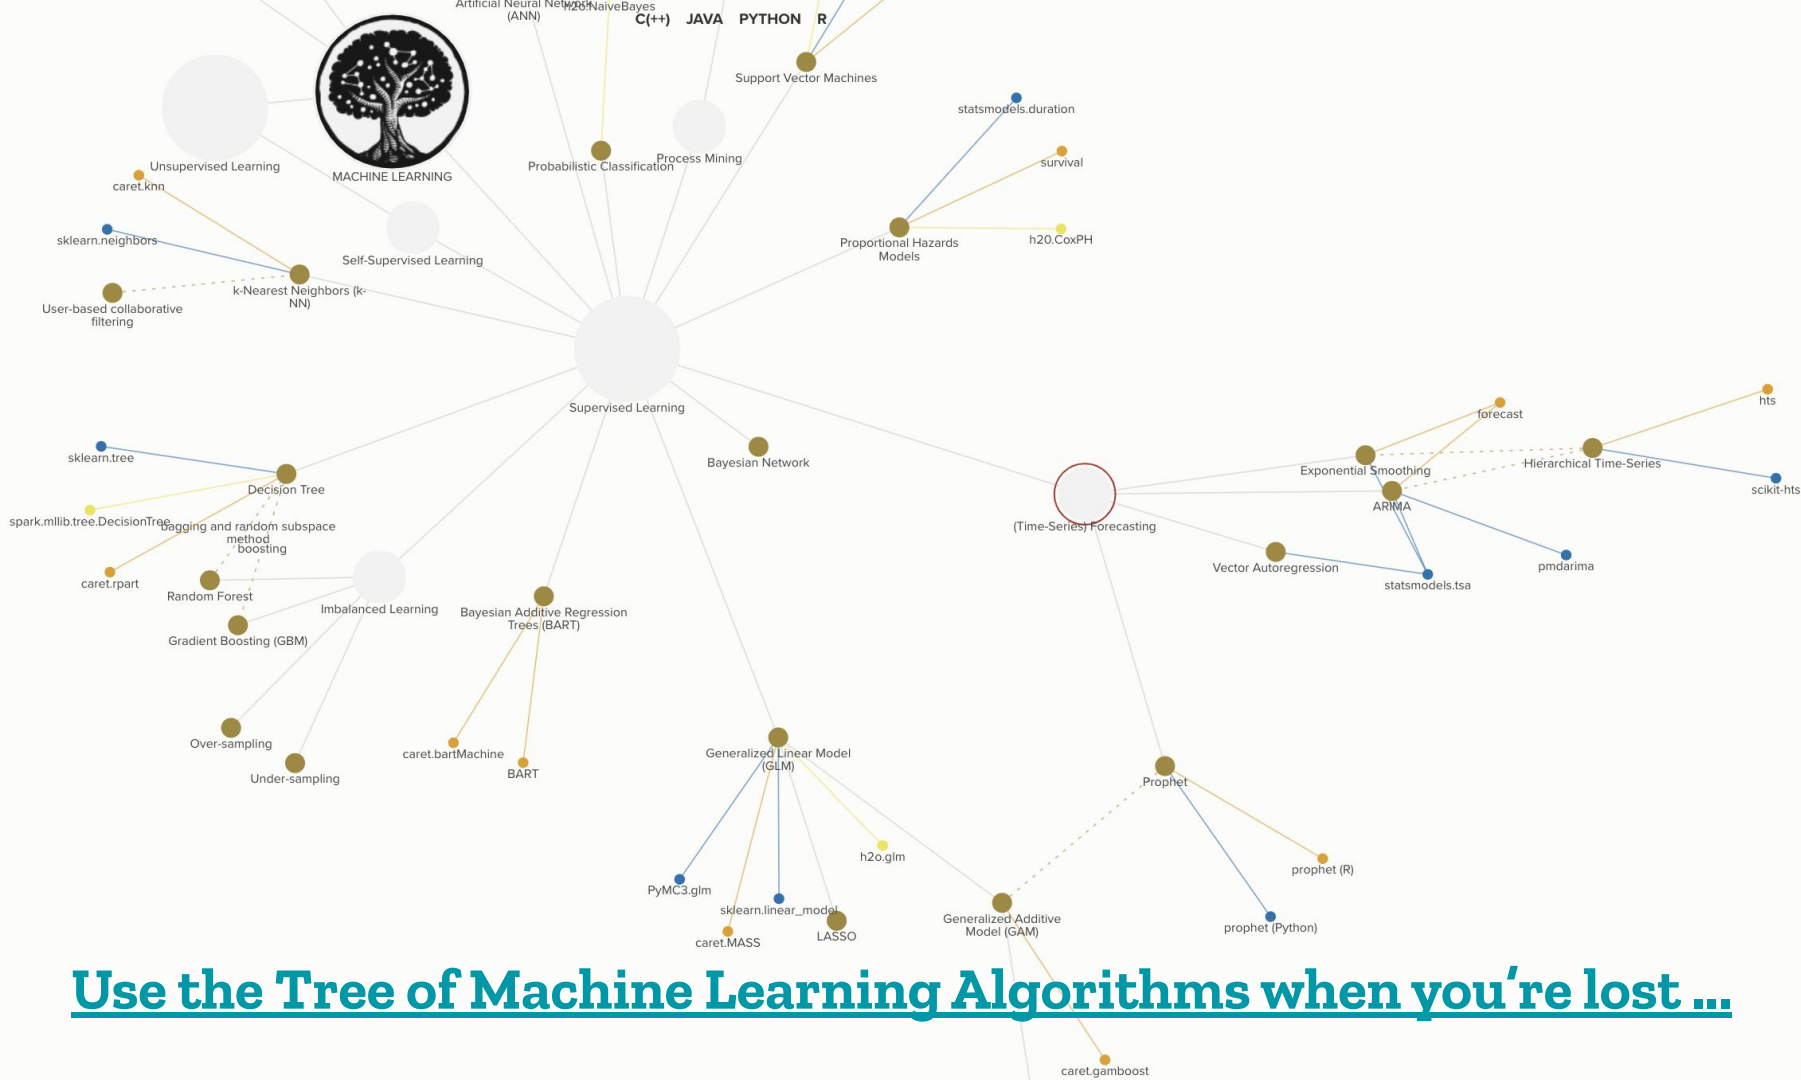 Artificial Neural Network
(ANN)
h2o.NaiveBayes
C(++) JAVA PYTHON R
Support Vector Machines
statsmodels.duration
Unsupervised Learning
MACHINE LEARNING
Probabilistic Classification
Process Mining
survival
caret.knn
sklearn.neighbors
Self-Supervised Learning
Proportional Hazards
Models
h20.CoxPH
k-Nearest Neighbors (k-
NN)
User-based collaborative
filtering
Supervised Learning
hts
forecast
sklearn.tree
Bayesian Network
Exponential Smoothing
Hierarchical Time-Series
Decision Tree
scikit-hts
ARIMA
spark.mllib.tree.DecisionTree
bagging and random subspace
method
boosting
(Time-Series) Forecasting
Vector Autoregression
pmdarima
statsmodels.tsa
caret.rpart
Random Forest
Imbalanced Learning
Bayesian Additive Regression
Trees (BART)
Gradient Boosting (GBM)
Over-sampling
Under-sampling
caret.bartMachine
BART
Generalized Linear Model
(GLM)
Prophet
h2o.glm
prophet (R)
PyMC3.glm
sklearn.linear_model
caret.MASS
LASSO
Generalized Additive
Model (GAM)
prophet (Python)
Use the Tree of Machine Learning Algorithms when you’re lost ...
caret.gamboost